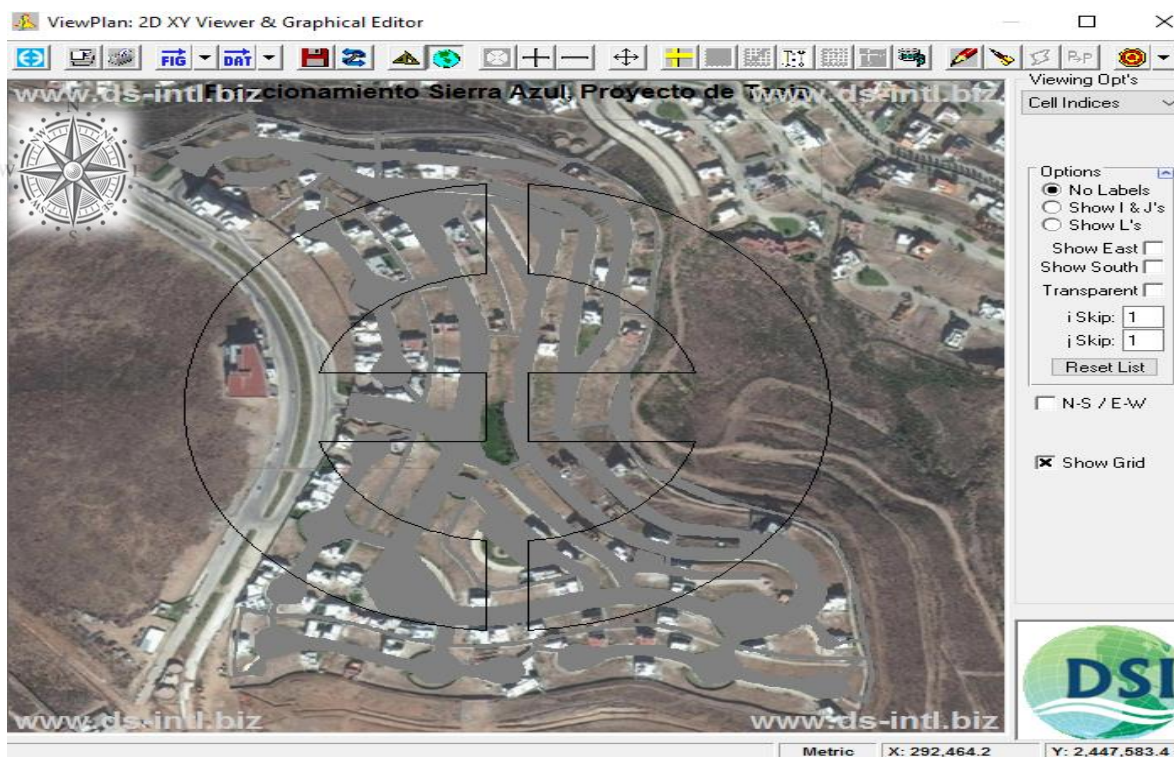 ViewPlan: 2D XY Viewer & Graphical Editor
FIG DAT P>P
Viewing Opt's
Cell Indices
www.ds-intl.biz Sierra Azul, Proyecto de www.ds-intl.biz
Options
No Labels
Show I & J's
Show L's
Show East
Show South
Transparent
i Skip: 1
j Skip: 1
Reset List
N-S / E-W
Show Grid
NW
SW
SE
S
W
DSI
www.ds-intl.biz www.ds-intl.biz
Metric X: 292,464.2 Y: 2,447,583.4